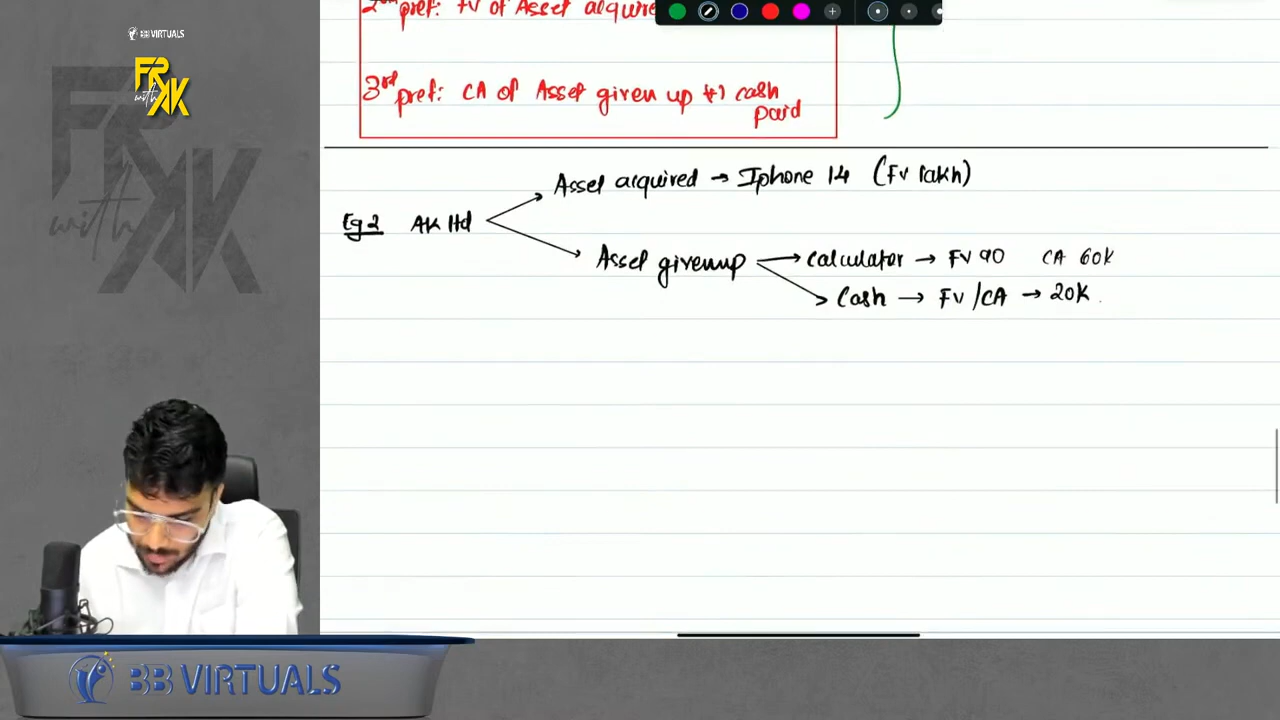 BB VIRTUALS
FR
with
AK
pref: FV of Asset acquire
3rd pref: CA of Asset given up (+) cash paid
Asset acquired → Iphone 14 (FV lakh)
Eg 2 AK ltd
Asset givenup → Calculator → FV 90 CA 60K
Cash → FV/CA → 20K
BB VIRTUALS